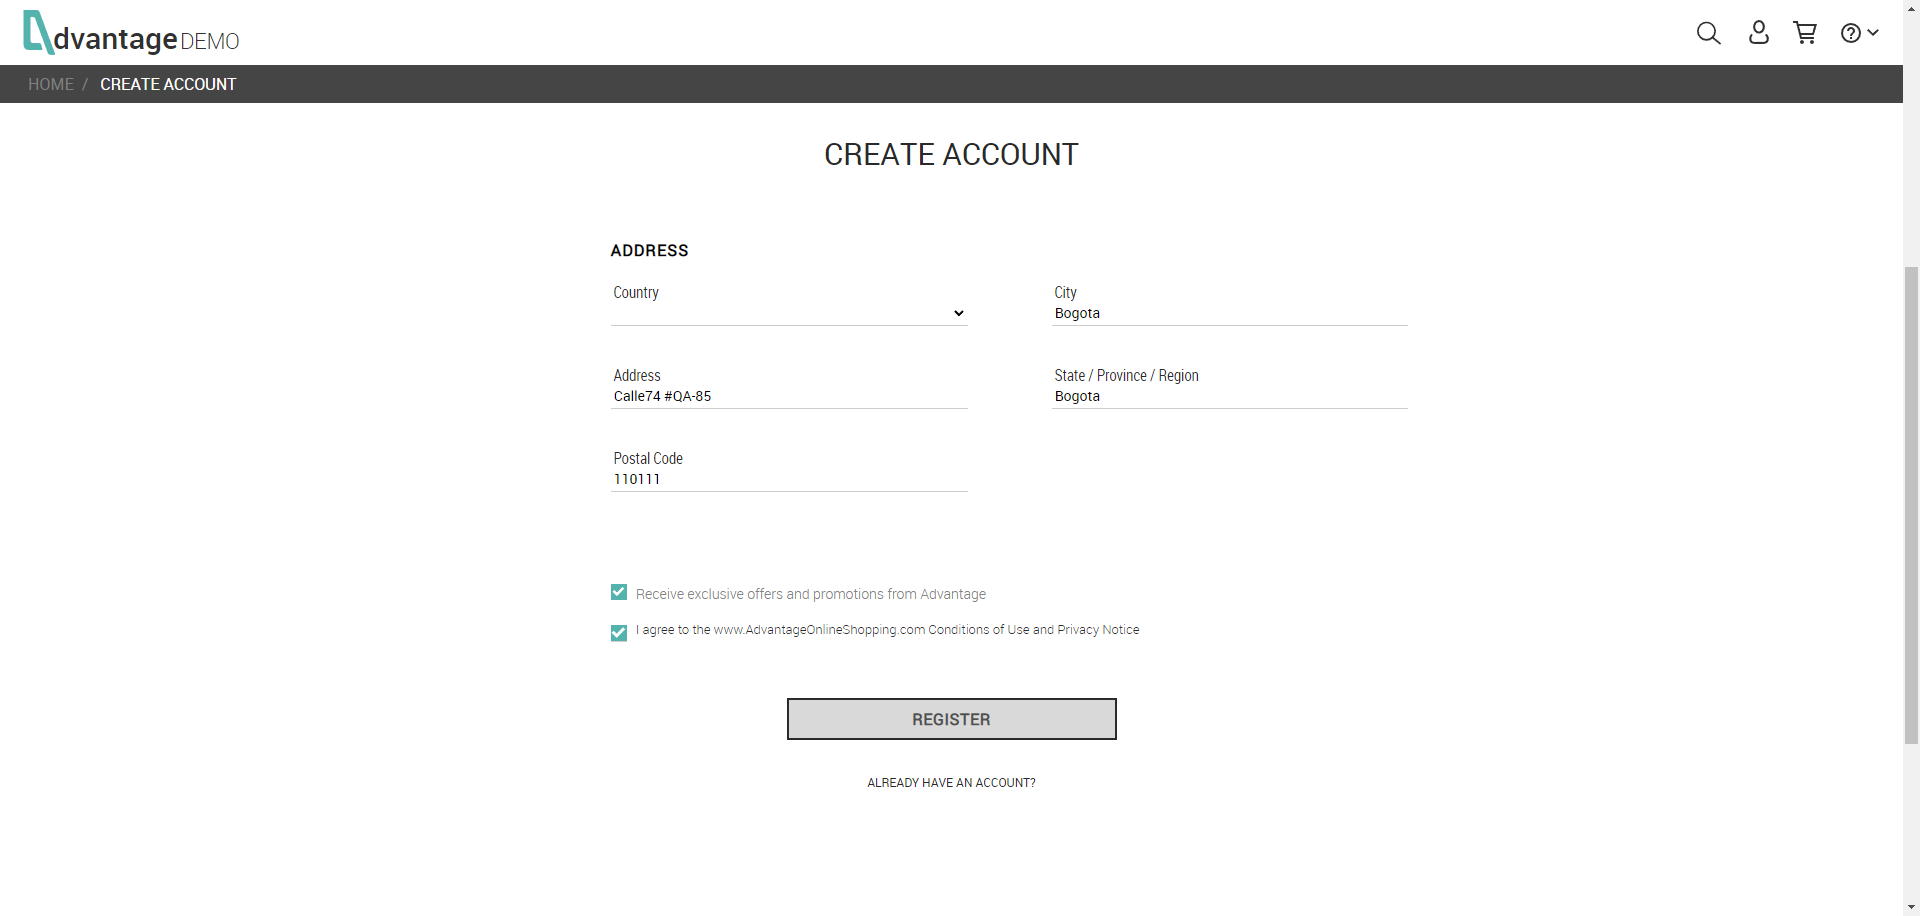 dvantage DEMO
HOME / CREATE ACCOUNT
CREATE ACCOUNT
ADDRESS
Country
City
Bogota
Address
Calle74 #QA-85
State / Province / Region
Bogota
Postal Code
110111
Receive exclusive offers and promotions from Advantage
I agree to the www.AdvantageOnlineShopping.com Conditions of Use and Privacy Notice
REGISTER
ALREADY HAVE AN ACCOUNT?